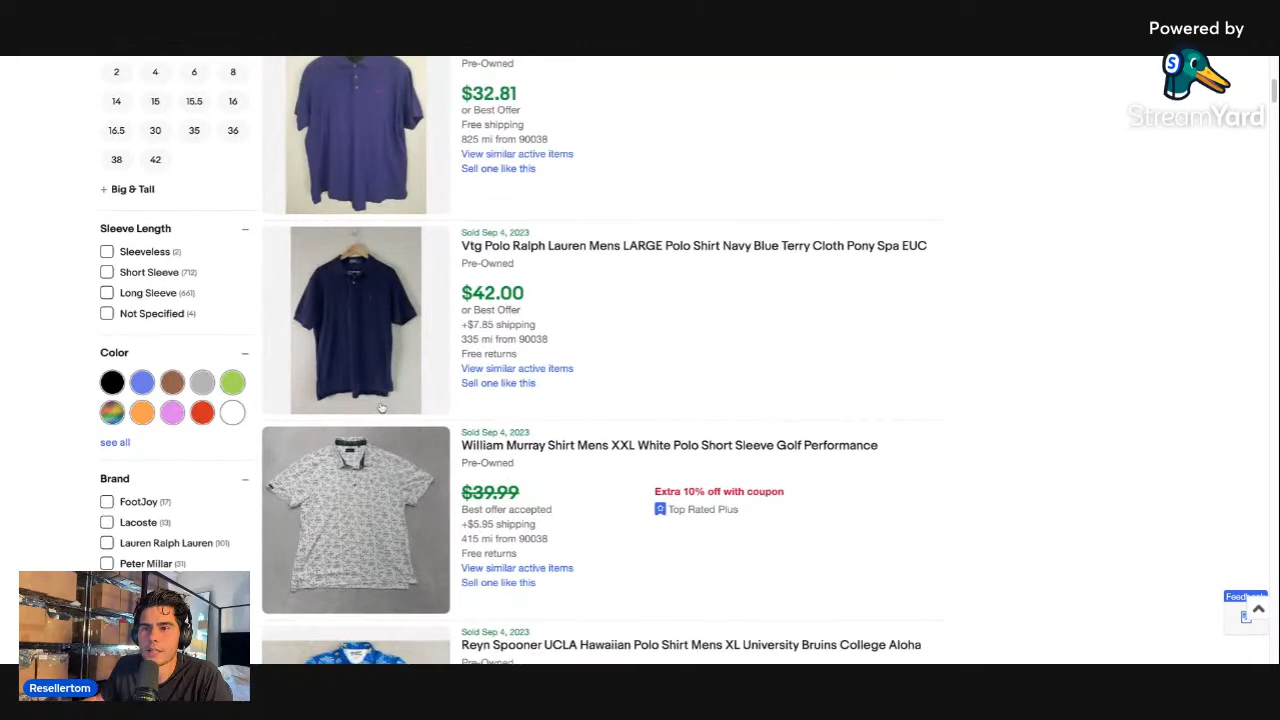 Powered by
StreamYard
2 4 6 8
14 15 15.5 16
16.5 30 35 36
38 42
+ Big & Tall
Sleeve Length
Sleeveless (2)
Short Sleeve (712)
Long Sleeve (661)
Not Specified (4)
Color
see all
Brand
FootJoy (17)
Lacoste (13)
Lauren Ralph Lauren (101)
Peter Millar (31)
Pre-Owned
$32.81
or Best Offer
Free shipping
825 mi from 90038
View similar active items
Sell one like this
Sold Sep 4, 2023
Vtg Polo Ralph Lauren Mens LARGE Polo Shirt Navy Blue Terry Cloth Pony Spa EUC
Pre-Owned
$42.00
or Best Offer
+$7.85 shipping
335 mi from 90038
Free returns
View similar active items
Sell one like this
Sold Sep 4, 2023
William Murray Shirt Mens XXL White Polo Short Sleeve Golf Performance
Pre-Owned
$39.99
Best offer accepted
+$5.95 shipping
415 mi from 90038
Free returns
View similar active items
Sell one like this
Extra 10% off with coupon
Top Rated Plus
Sold Sep 4, 2023
Reyn Spooner UCLA Hawaiian Polo Shirt Mens XL University Bruins College Aloha
Pre-Owned
Resellertom